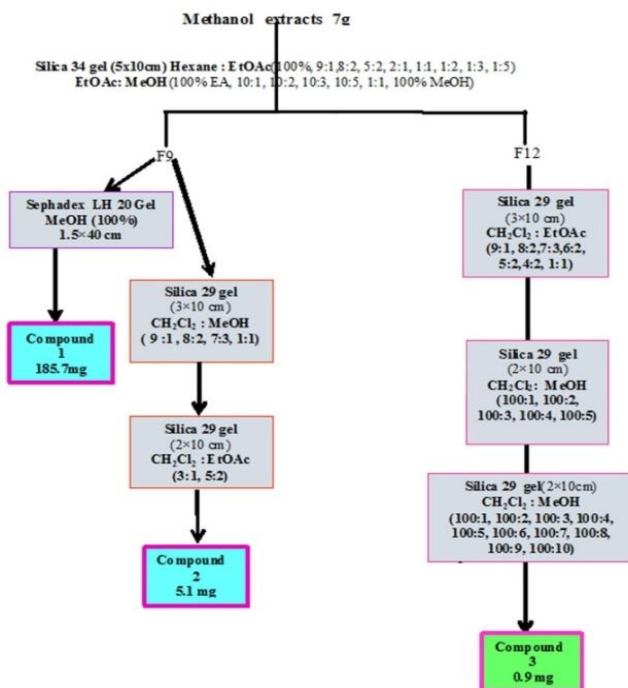 Methanol extracts 7g
Silica 34 gel (5x10cm) Hexane : EtOAc(100%, 9:1,8:2, 5:2, 2:1, 1:1, 1:2, 1:3, 1:5)
EtOAc: MeOH(100% EA, 10:1, 10:2, 10:3, 10:5, 1:1, 100% MeOH)
F9
F12
Sephadex LH 20 Gel
MeOH (100%)
1.5×40 cm
Compound
1
185.7mg
Silica 29 gel
(3×10 cm)
CH₂Cl₂ : MeOH
( 9 :1 , 8:2, 7:3, 1:1)
Silica 29 gel
(2×10 cm)
CH₂Cl₂ :EtOAc
(3:1, 5:2)
Compound
2
5.1 mg
Silica 29 gel
(3×10 cm)
CH₂Cl₂ : EtOAc
(9:1, 8:2,7:3,6:2,
5:2,4:2, 1:1)
Silica 29 gel
(2×10 cm)
CH₂Cl₂: MeOH
(100:1, 100:2,
100:3, 100:4, 100:5)
Silica 29 gel(2×10cm)
CH₂Cl₂ : MeOH
(100:1, 100:2, 100: 3, 100:4,
100:5, 100:6, 100:7, 100:8,
100:9, 100:10)
Compound
3
0.9 mg